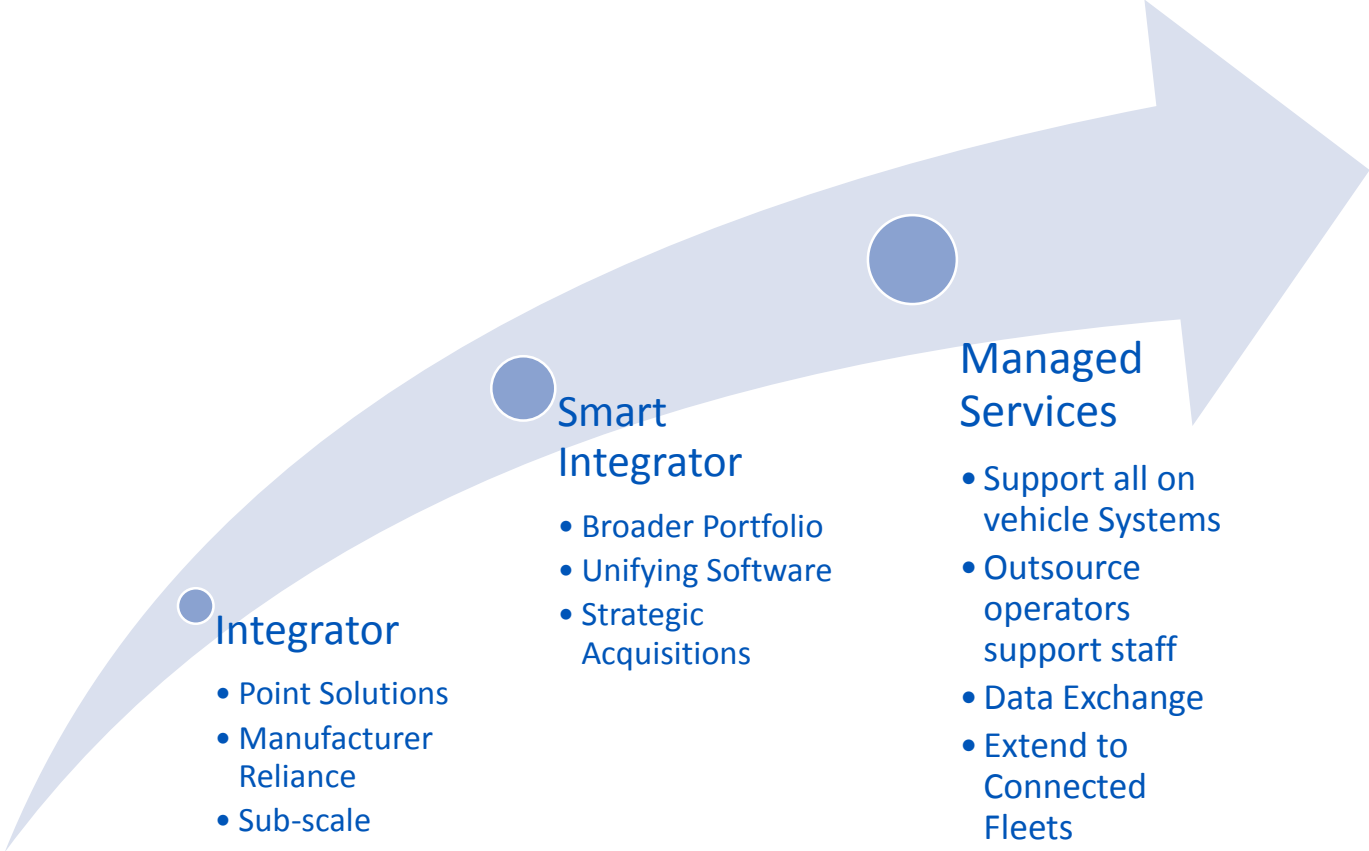 Integrator
• Point Solutions
• Manufacturer
Reliance
• Sub-scale
Smart
Integrator
• Broader Portfolio
• Unifying Software
• Strategic
Acquisitions
Managed
Services
• Support all on
vehicle Systems
• Outsource
operators
support staff
• Data Exchange
• Extend to
Connected
Fleets